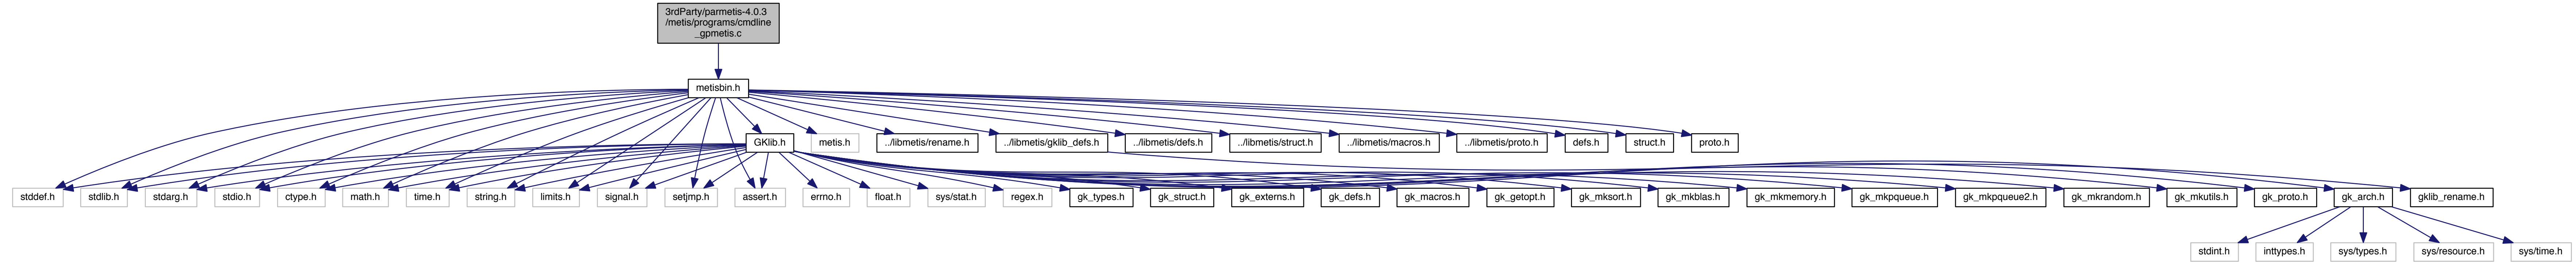 3rdParty/parmetis-4.0.3
/metis/programs/cmdline
_gpmetis.c
metisbin.h
GKlib.h
metis.h
../libmetis/rename.h
../libmetis/gklib_defs.h
../libmetis/defs.h
../libmetis/struct.h
../libmetis/macros.h
../libmetis/proto.h
defs.h
struct.h
proto.h
stddef.h
stdlib.h
stdarg.h
stdio.h
ctype.h
math.h
time.h
string.h
limits.h
signal.h
setjmp.h
assert.h
errno.h
float.h
sys/stat.h
regex.h
gk_types.h
gk_struct.h
gk_externs.h
gk_defs.h
gk_macros.h
gk_getopt.h
gk_mksort.h
gk_mkblas.h
gk_mkmemory.h
gk_mkpqueue.h
gk_mkpqueue2.h
gk_mkrandom.h
gk_mkutils.h
gk_proto.h
gk_arch.h
gklib_rename.h
stdint.h
inttypes.h
sys/types.h
sys/resource.h
sys/time.h